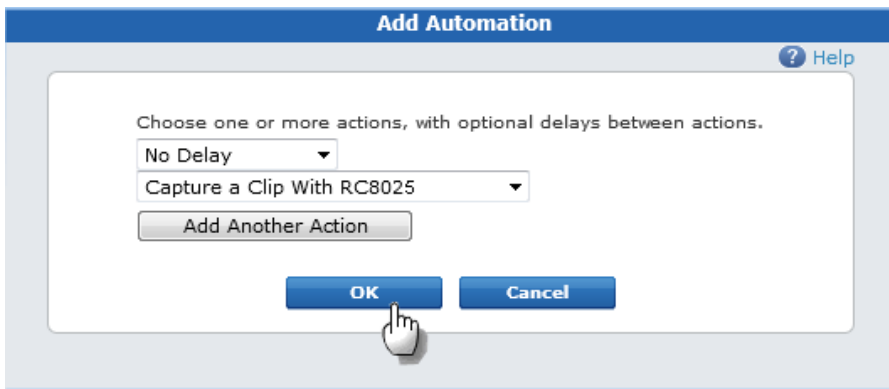 Add Automation
? Help
Choose one or more actions, with optional delays between actions.
No Delay
Capture a Clip With RC8025
Add Another Action
OK Cancel